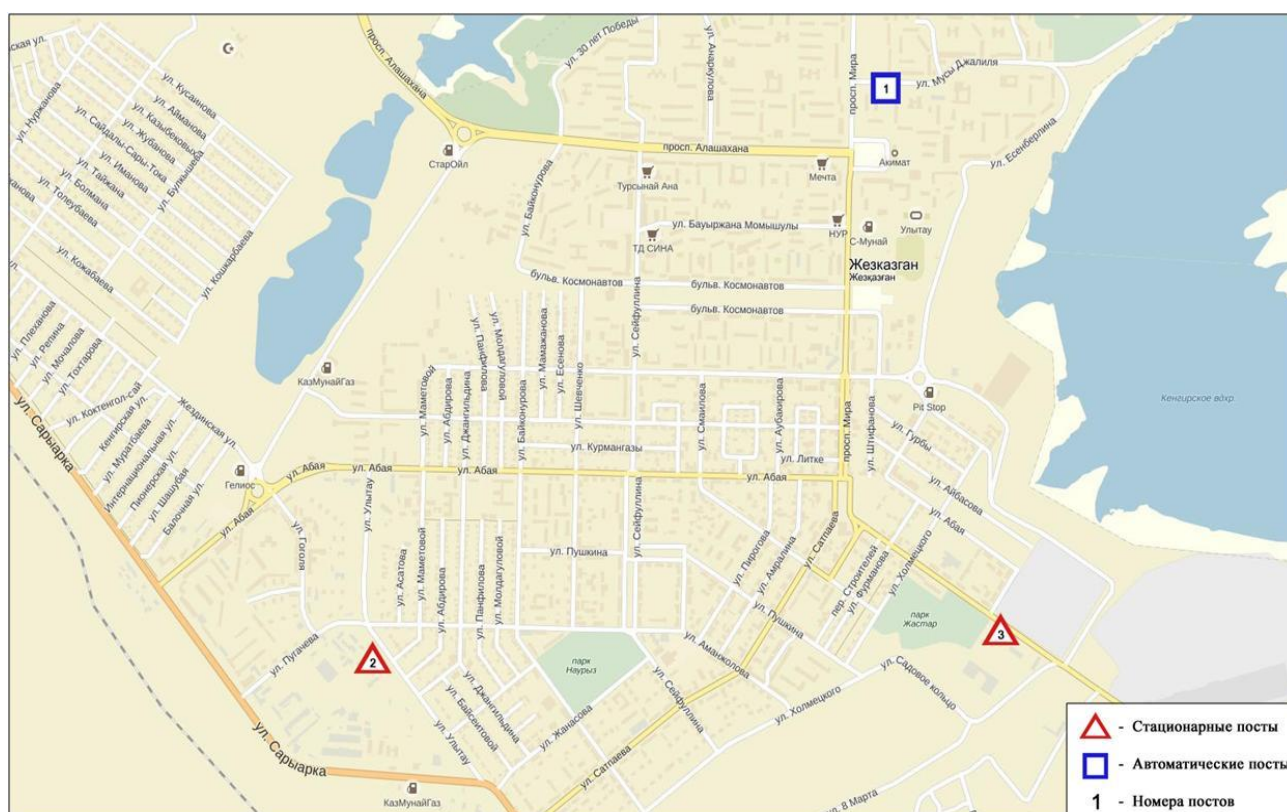 ул. 30 лет Победы
ул. Анаркулова
просп. Алашахана
просп. Мира
1
ул. Мусы Джалиля
ул. Кусаинова
ул. Айманова
ул. Казыбековых
ул. Жубанова
ул. Сайдалы-Сары-Тока
ул. Иманова
ул. Тайжана
ул. Болмана
ул. Толеубаева
ул. Нуржанова
ул. Булкышева
ул. Кожабаева
ул. Кошкарбаева
СтарОйл
просп. Алашахана
Акимат
ул. Есенберлина
Мечта
Турсынай Ана
ул. Байконурова
ул. Бауыржана Момышулы
НУР
С-Мунай
Улытау
ТД СИНА
Жезказган
Жезқазған
бульв. Космонавтов
бульв. Космонавтов
бульв. Космонавтов
ул. Сейфуллина
ул. Плеханова
ул. Репина
ул. Мочалова
ул. Тохтарова
ул. Коктенгол-сай
Кенгирская ул.
ул. Муратбаева
Интернациональная ул.
Пионерская ул.
ул. Шашубая
Балочная ул.
Жездинская ул.
ул. Сарыарка
КазМунайГаз
ул. Маметовой
ул. Абдирова
ул. Джангильдина
ул. Панфилова
ул. Молдагуловой
ул. Байконурова
ул. Мамажанова
ул. Есенова
ул. Шевченко
ул. Смаилова
ул. Аубакирова
просп. Мира
ул. Штифанова
Pit Stop
Кенгирское вдхр.
ул. Гурбы
ул. Курмангазы
ул. Литке
ул. Айбасова
Гелиос
ул. Абая
ул. Абая
ул. Абая
ул. Абая
ул. Абая
ул. Абая
ул. Улытау
ул. Гоголя
ул. Асатова
ул. Маметовой
ул. Абдирова
ул. Панфилова
ул. Молдагуловой
ул. Пушкина
ул. Сейфуллина
ул. Пирогова
ул. Амралина
ул. Сатпаева
пер. Строителей
ул. Фурманова
ул. Холмецкого
парк
Жастар
3
ул. Пушкина
ул. Пугачёва
2
парк
Наурыз
ул. Аманжолова
ул. Садовое кольцо
ул. Сейфуллина
ул. Холмецкого
ул. Джангильдина
ул. Байсеитовой
ул. Жанасова
ул. Улытау
ул. Сатпаева
ул. Сарыарка
КазМунайГаз
ул. 8 Марта
- Стационарные посты
- Автоматические посты
1 - Номера постов